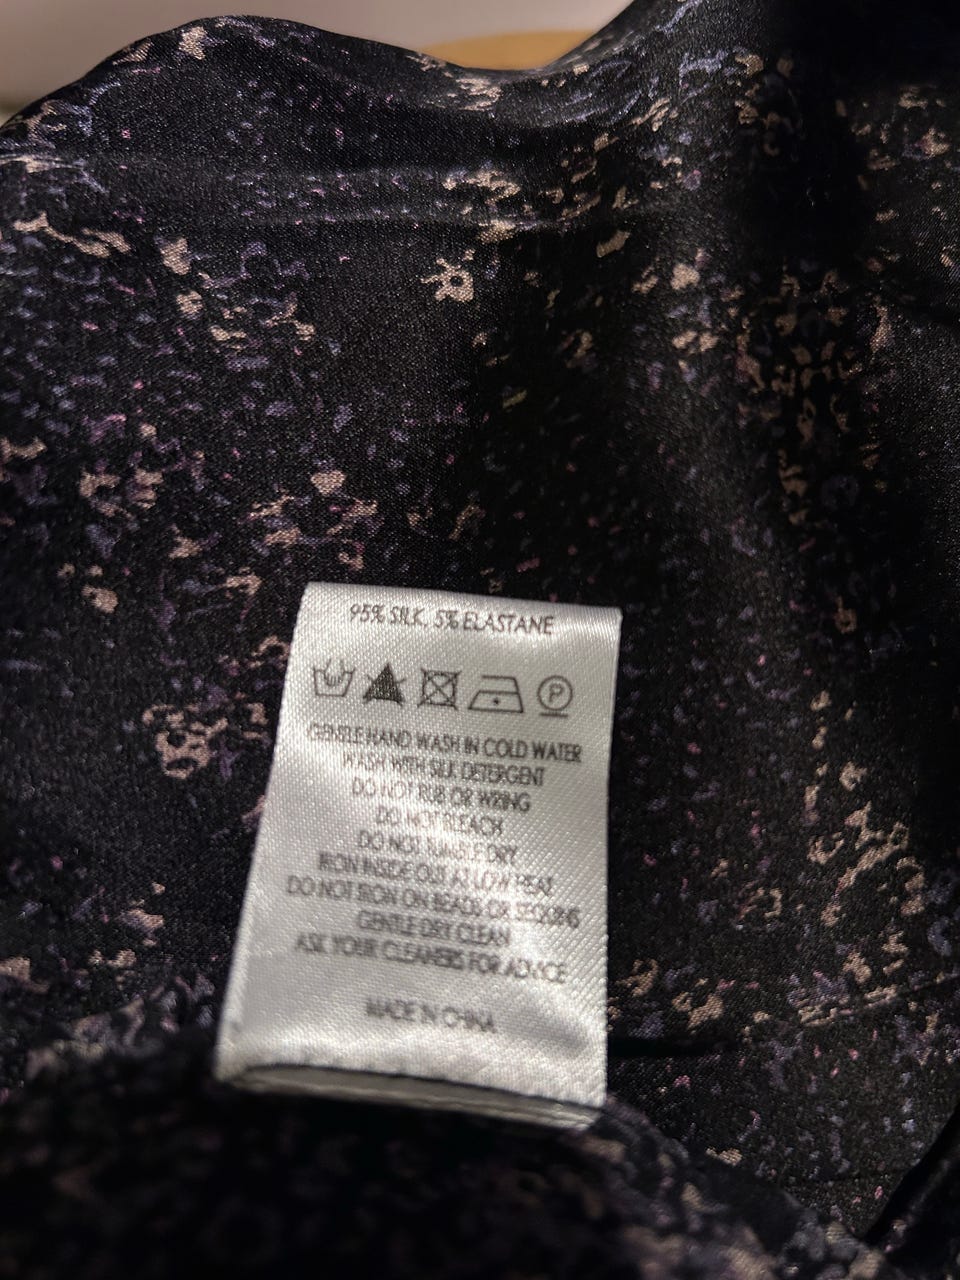 95% SILK, 5% ELASTANE
P
GENTLE HAND WASH IN COLD WATER
WASH WITH SILK DETERGENT
DO NOT RUB OR WRING
DO NOT BLEACH
DO NOT TUMBLE DRY
IRON INSIDE OUT AT LOW HEAT
DO NOT IRON ON BEADS OR SEQUINS
GENTLE DRY CLEAN
ASK YOUR CLEANERS FOR ADVICE
MADE IN CHINA